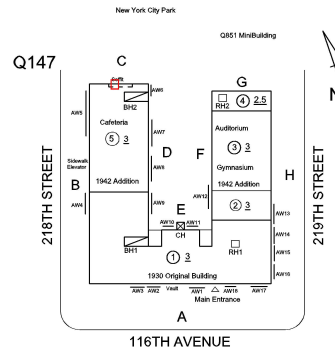 New York City Park
Q851 MiniBuilding
Q147
C
G
N
AW6
BH2
RH2
4 2.5
Cafeteria
Auditorium
AW5
5 3
AW7
3 3
D
F
Sidewalk
Elevator
AW8
Gymnasium
H
B
1942 Addition
1942 Addition
AW4
AW9
AW12
2 3
E
AW13
AW10
AW11
CH
AW14
BH1
RH1
AW15
1 3
1930 Original Building
AW16
AW3
AW2
Vault
AW1
AW18
AW17
Main Entrance
A
218TH STREET
219TH STREET
116TH AVENUE